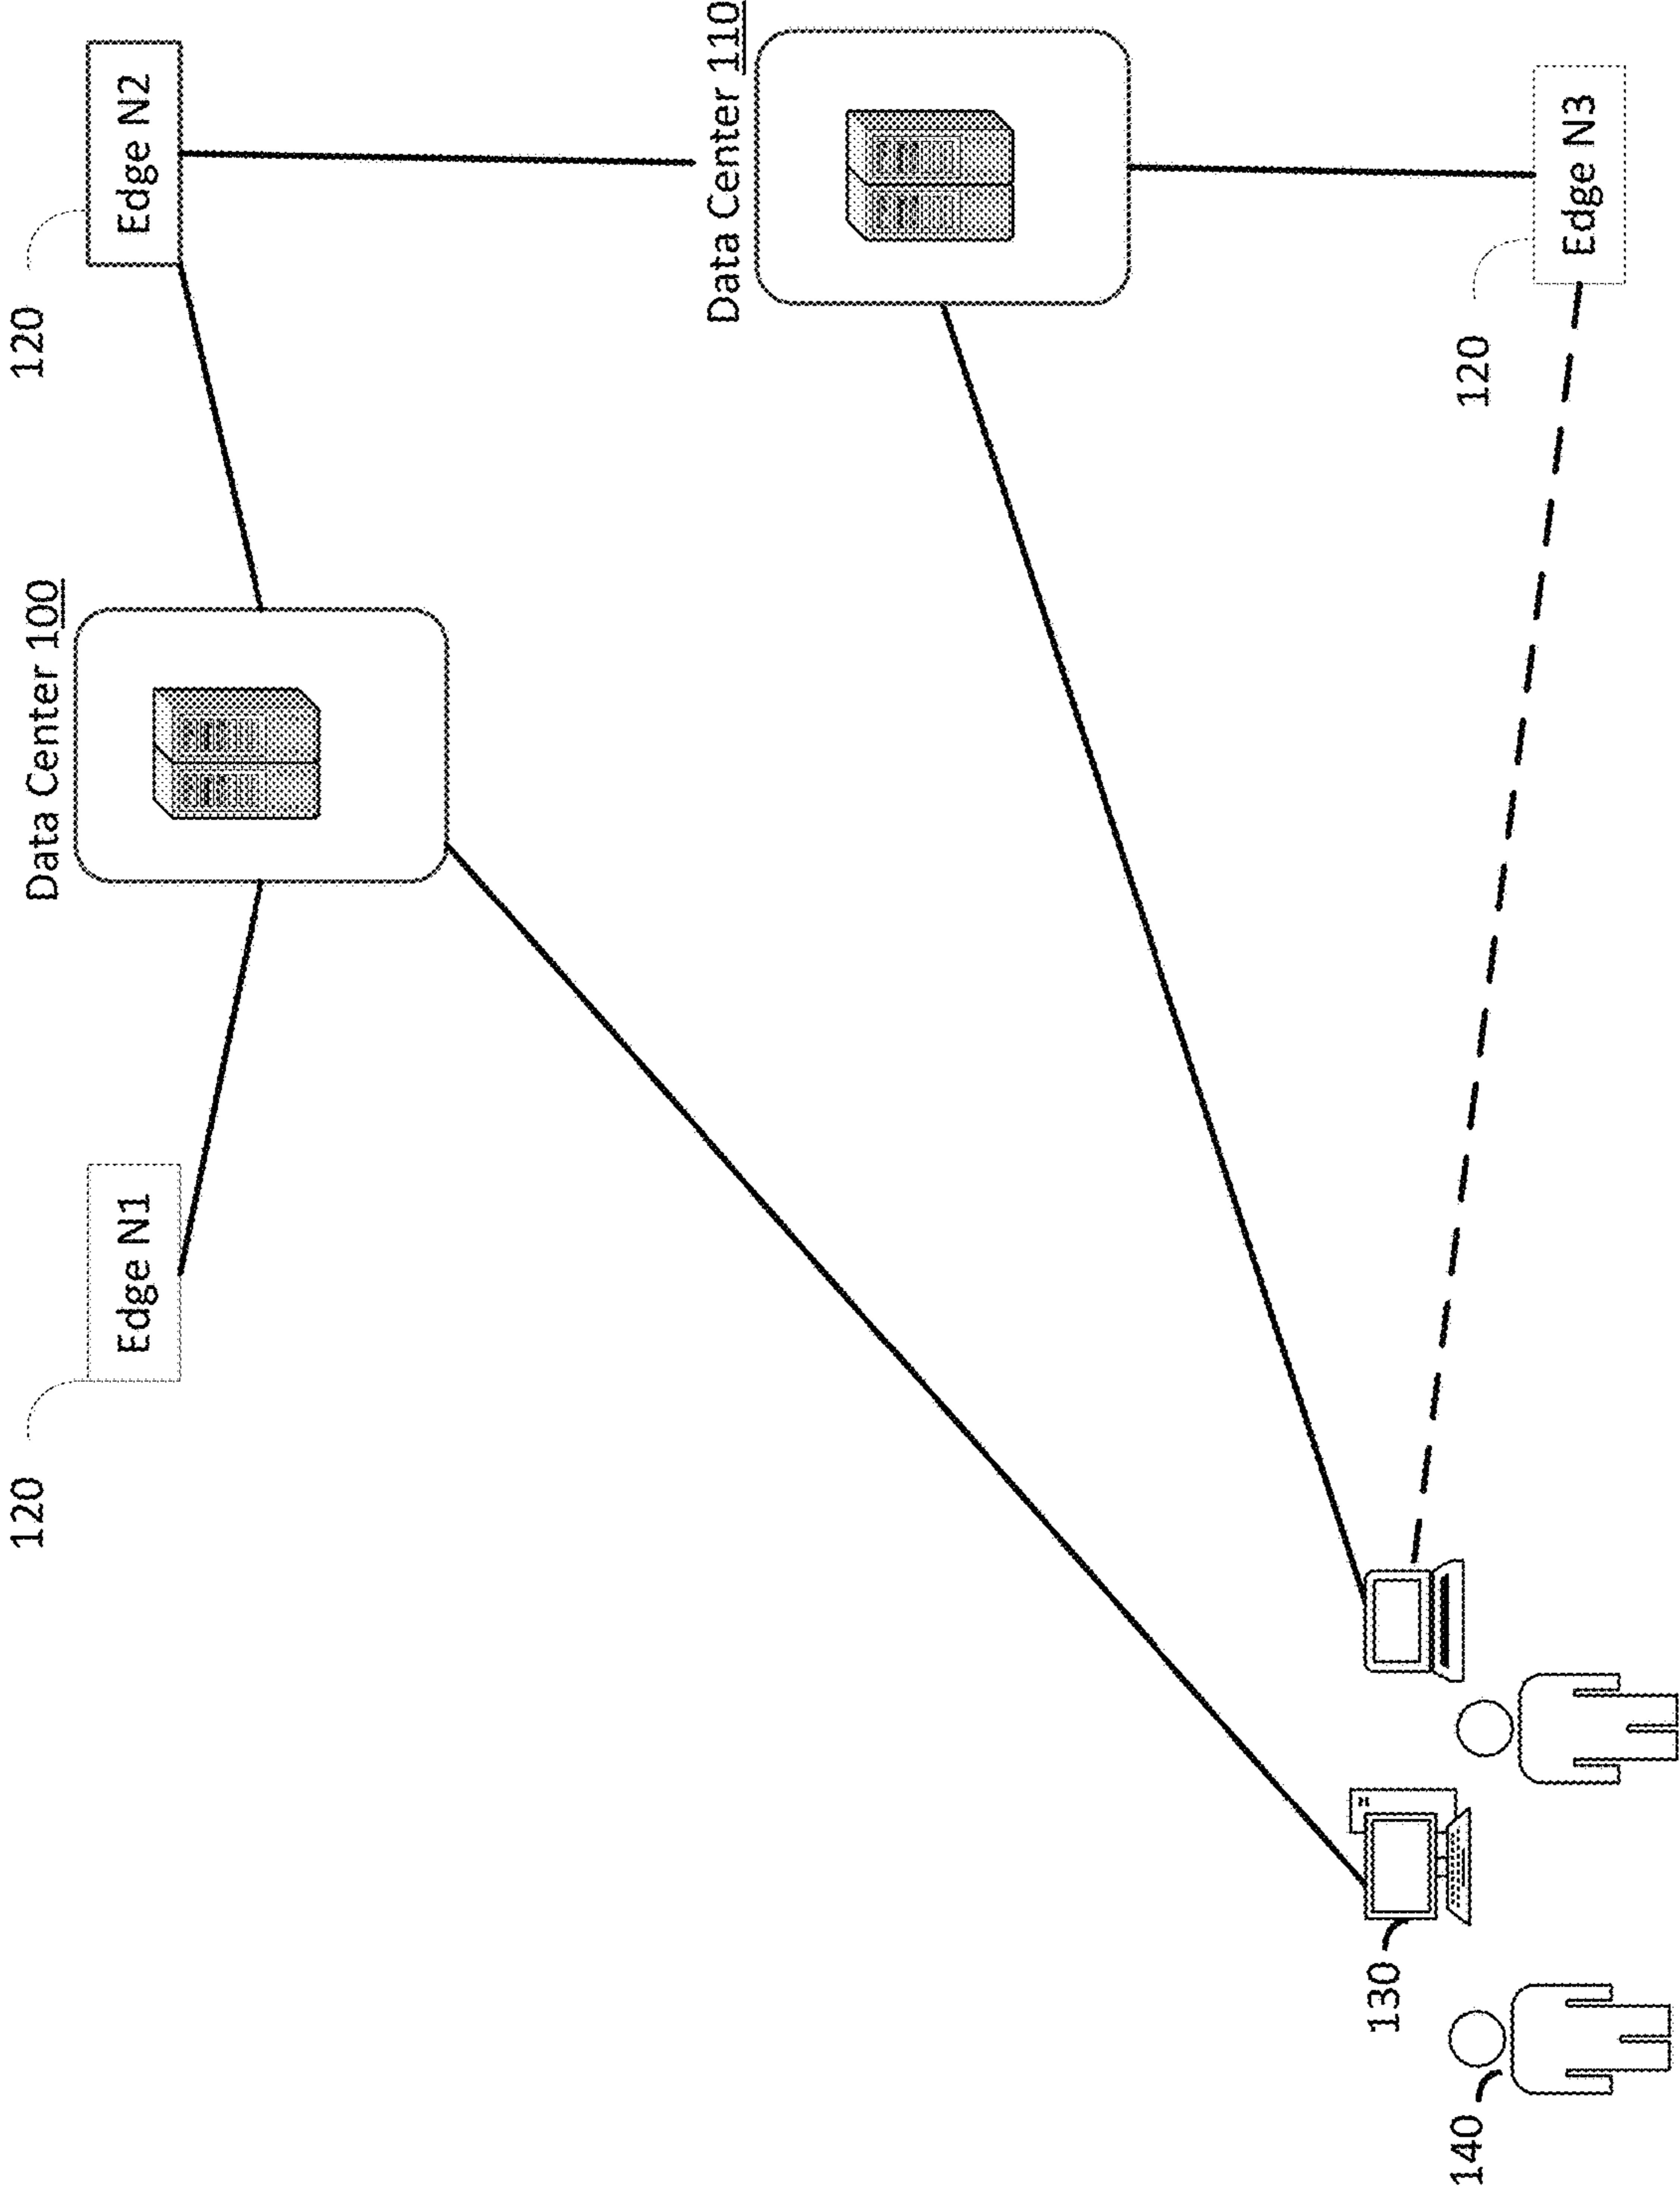 120
120
Data Center 100
Edge N1
Edge N2
Data Center 110
130
140
120
Edge N3